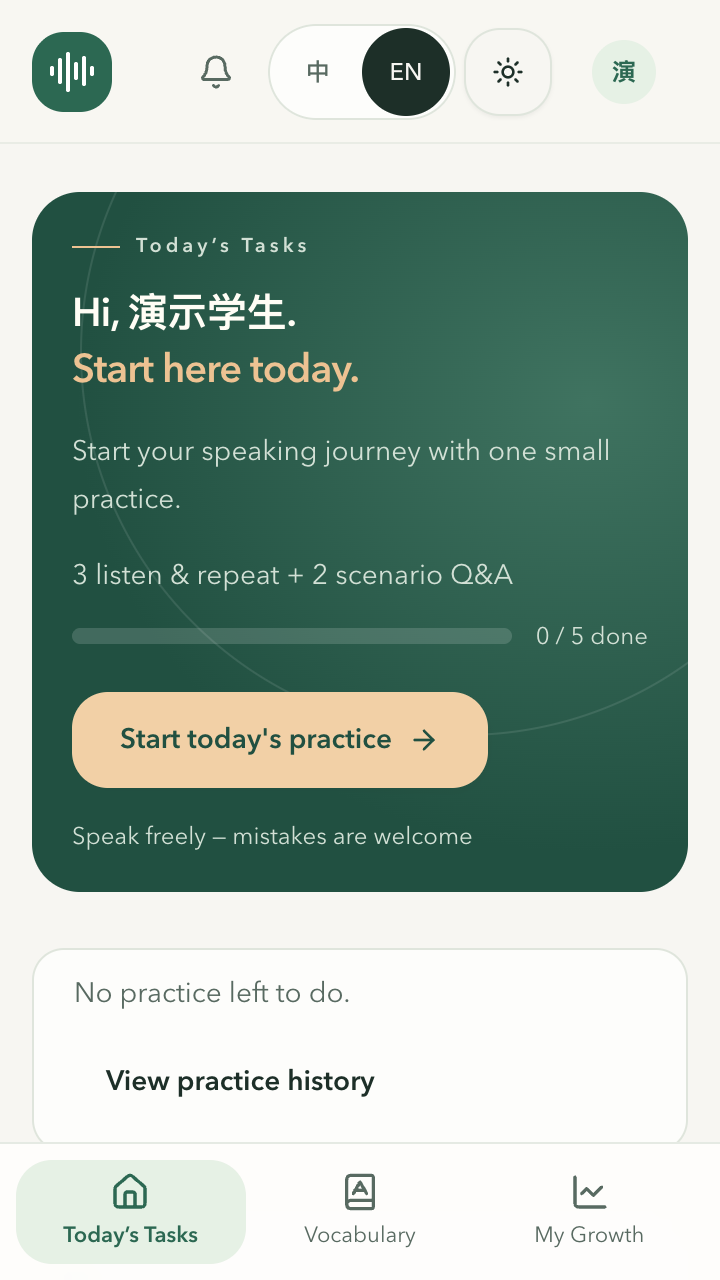 中
EN
演
Today’s Tasks
Hi, 演示学生.
Start here today.
Start your speaking journey with one small
practice.
3 listen & repeat + 2 scenario Q&A
0 / 5 done
Start today's practice
Speak freely – mistakes are welcome
No practice left to do.
View practice history
Today’s Tasks
Vocabulary
My Growth